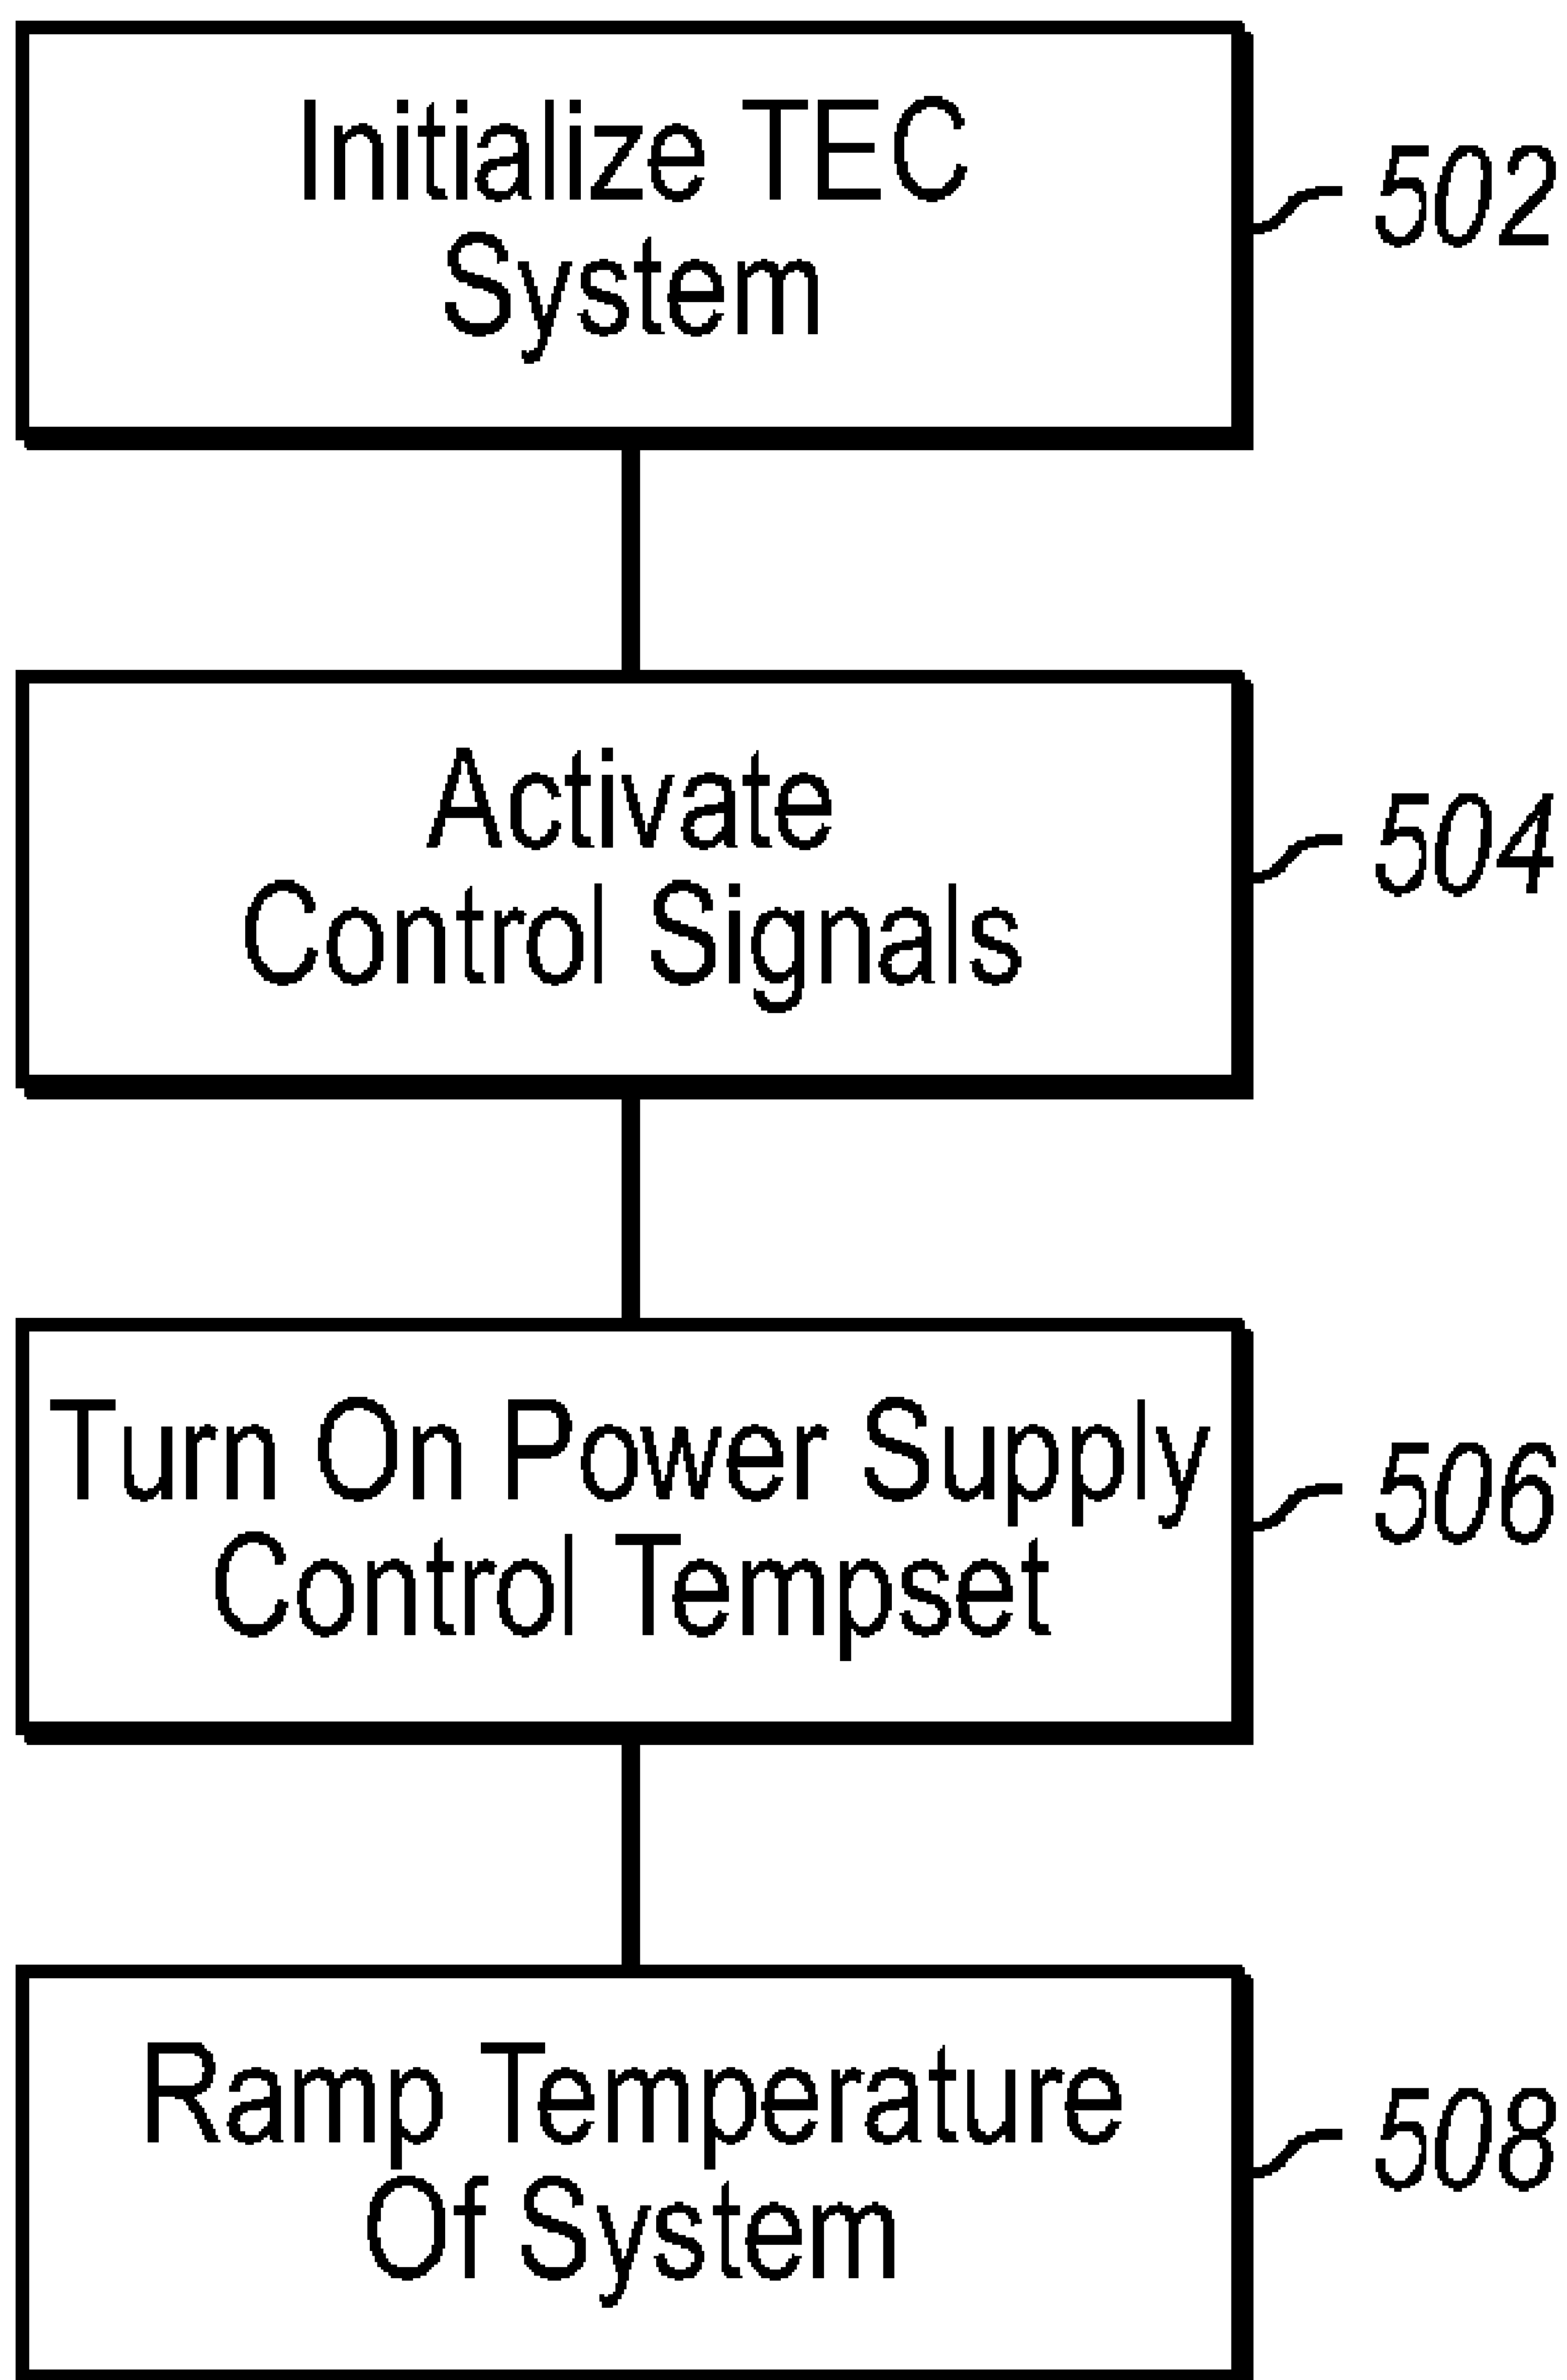 Initialize TEC
System
502
Activate
Control Signals
504
Turn On Power Supply
Control Tempset
506
Ramp Temperature
Of System
508